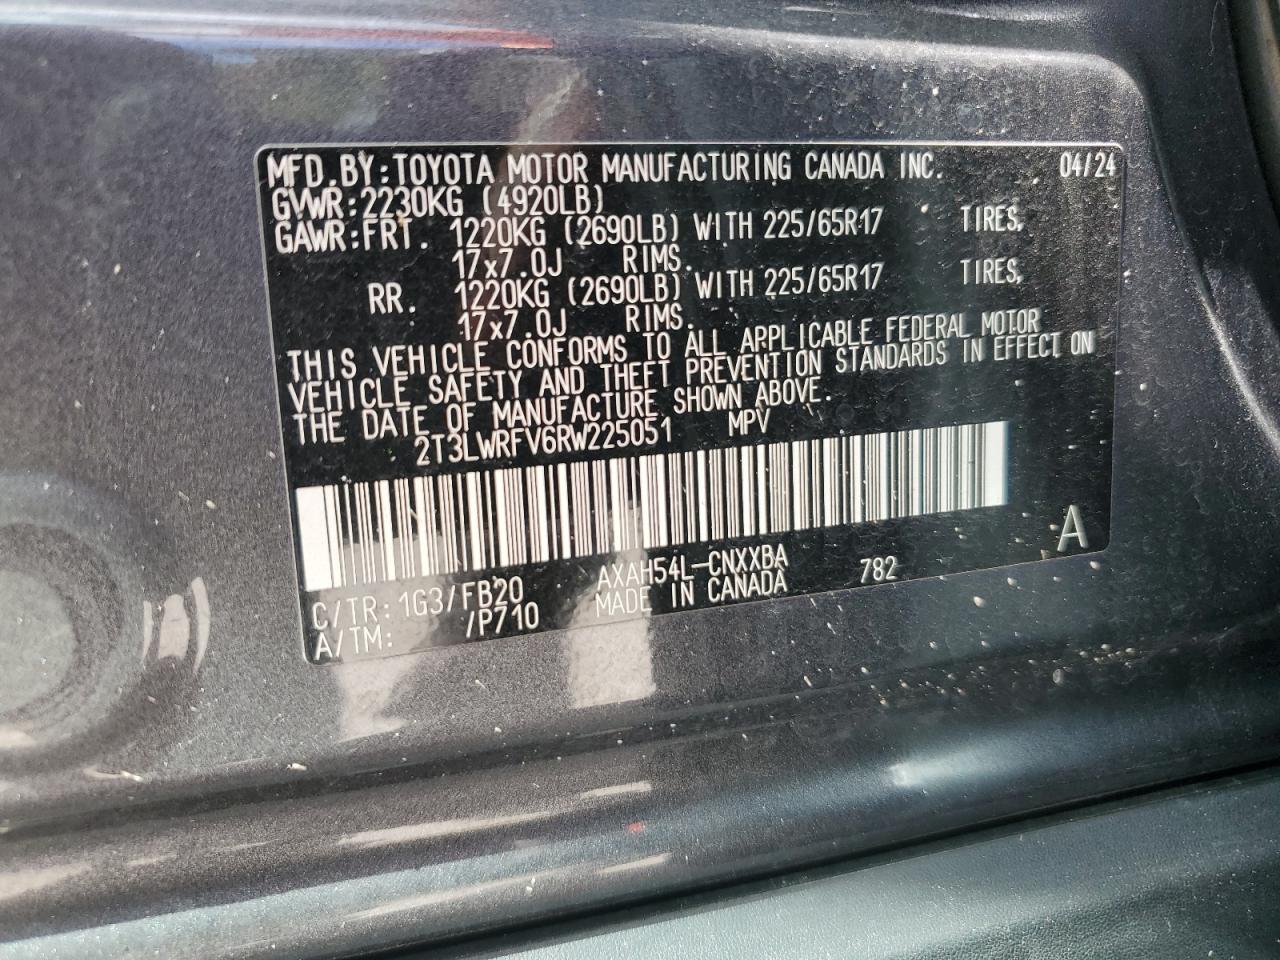 MFD.BY:TOYOTA MOTOR MANUFACTURING CANADA INC. 04/24
GVWR:2230KG (4920LB)
GAWR:FRT. 1220KG (2690LB) WITH 225/65R17 TIRES,
17x7.0J RIMS.
RR. 1220KG (2690LB) WITH 225/65R17 TIRES,
17x7.0J RIMS.
THIS VEHICLE CONFORMS TO ALL APPLICABLE FEDERAL MOTOR
VEHICLE SAFETY AND THEFT PREVENTION STANDARDS IN EFFECT ON
THE DATE OF MANUFACTURE SHOWN ABOVE.
2T3LWRFV6RW225051 MPV
C/TR:1G3/FB20 AXAH54L-CNXXBA 782 A
A/TM: /P710 MADE IN CANADA